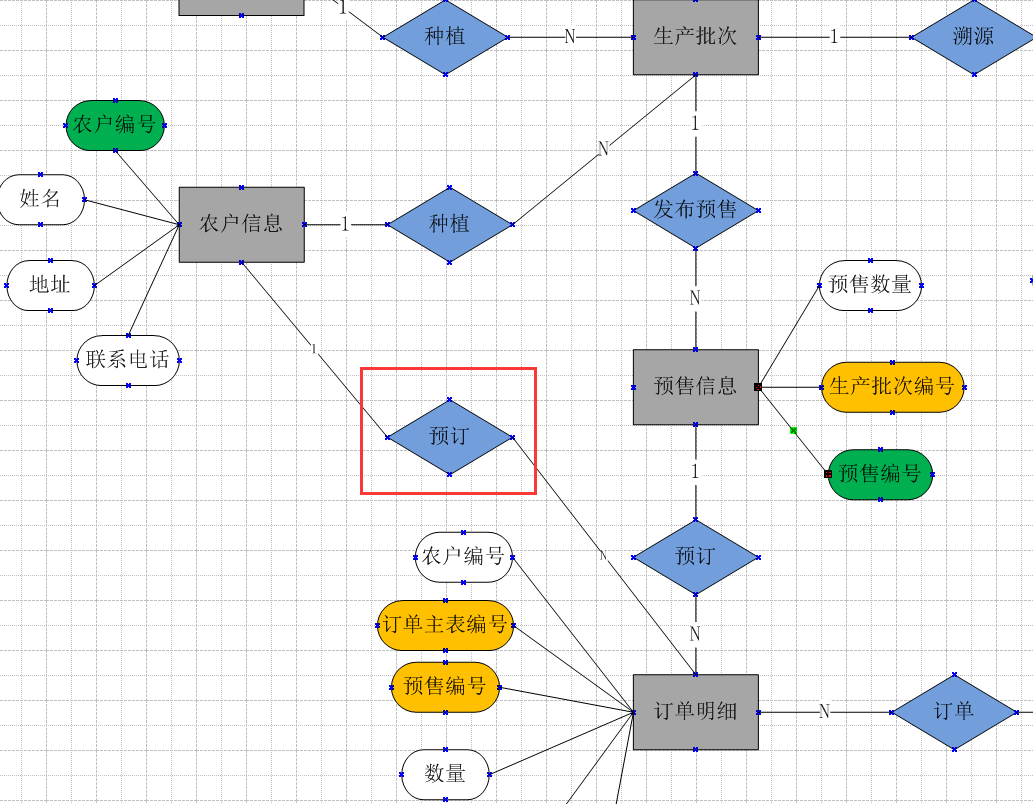 1
种植
N
生产批次
1
溯源
农户编号
1
N
姓名
农户信息
1
种植
发布预售
地址
预售数量
N
1
联系电话
预售信息
生产批次编号
预订
1
预售编号
农户编号
N
预订
订单主表编号
N
预售编号
订单明细
N
订单
数量